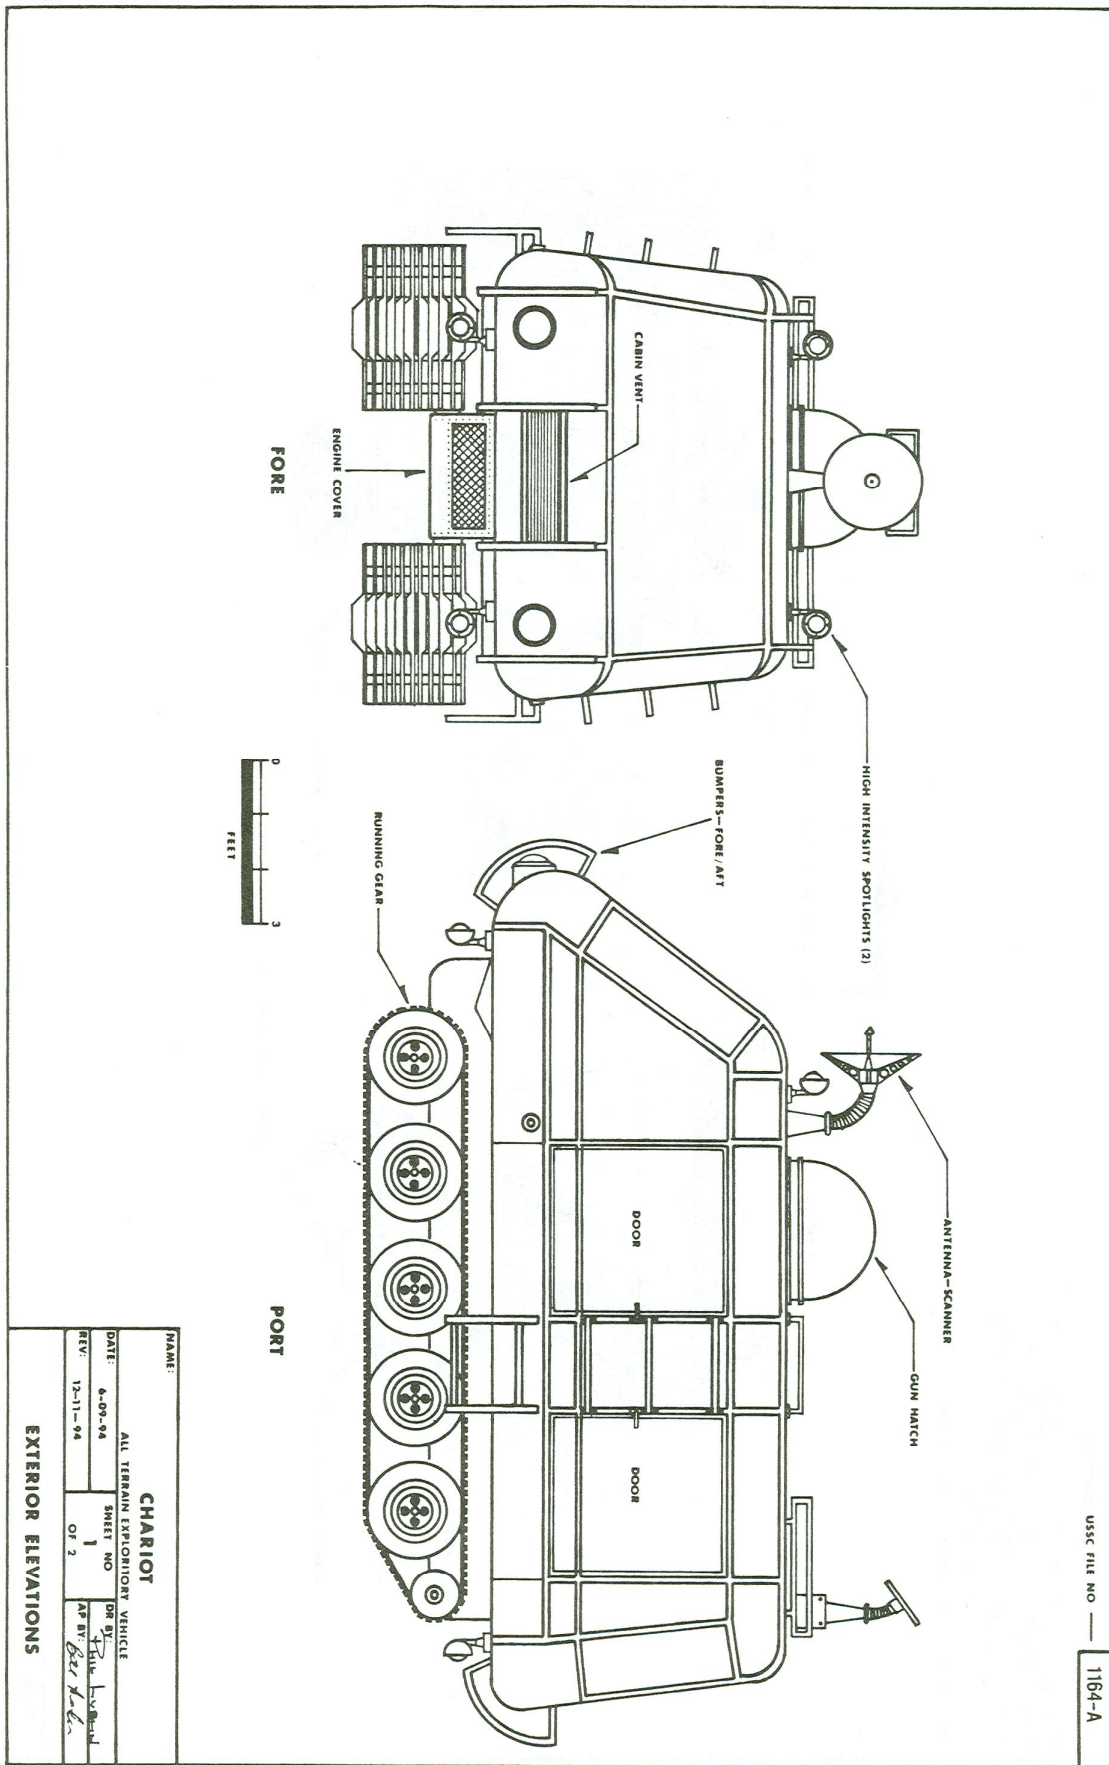 USSC FILE NO — 1164-A
HIGH INTENSITY SPOTLIGHTS (2)
ANTENNA—SCANNER
GUN HATCH
CABIN VENT
BUMPERS—FORE/AFT
DOOR
DOOR
ENGINE COVER
RUNNING GEAR
FORE
0 3
FEET
PORT
NAME:
CHARIOT
ALL TERRAIN EXPLORITORY VEHICLE
DATE: 6-09-94
SHEET NO
1
OF 2
DR BY:
REV: 12-11-94
AP BY:
EXTERIOR ELEVATIONS